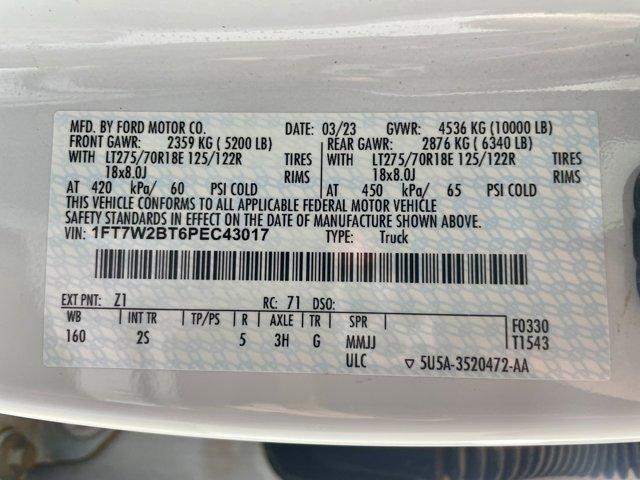 MFD. BY FORD MOTOR CO. DATE: 03/23 GVWR: 4536 KG (10000 LB)
FRONT GAWR: 2359 KG ( 5200 LB) REAR GAWR: 2876 KG ( 6340 LB)
WITH LT275/70R18E 125/122R TIRES WITH LT275/70R18E 125/122R TIRES
18x8.0J RIMS 18x8.0J RIMS
AT 420 kPa/ 60 PSI COLD AT 450 kPa/ 65 PSI COLD
THIS VEHICLE CONFORMS TO ALL APPLICABLE FEDERAL MOTOR VEHICLE
SAFETY STANDARDS IN EFFECT ON THE DATE OF MANUFACTURE SHOWN ABOVE.
VIN: 1FT7W2BT6PEC43017 TYPE: Truck
EXT PNT: Z1 RC: 71 DSO:
WB INT TR TP/PS R AXLE TR SPR F0330
160 2S 5 3H G MMJJ T1543
ULC ▽ 5U5A-3520472-AA